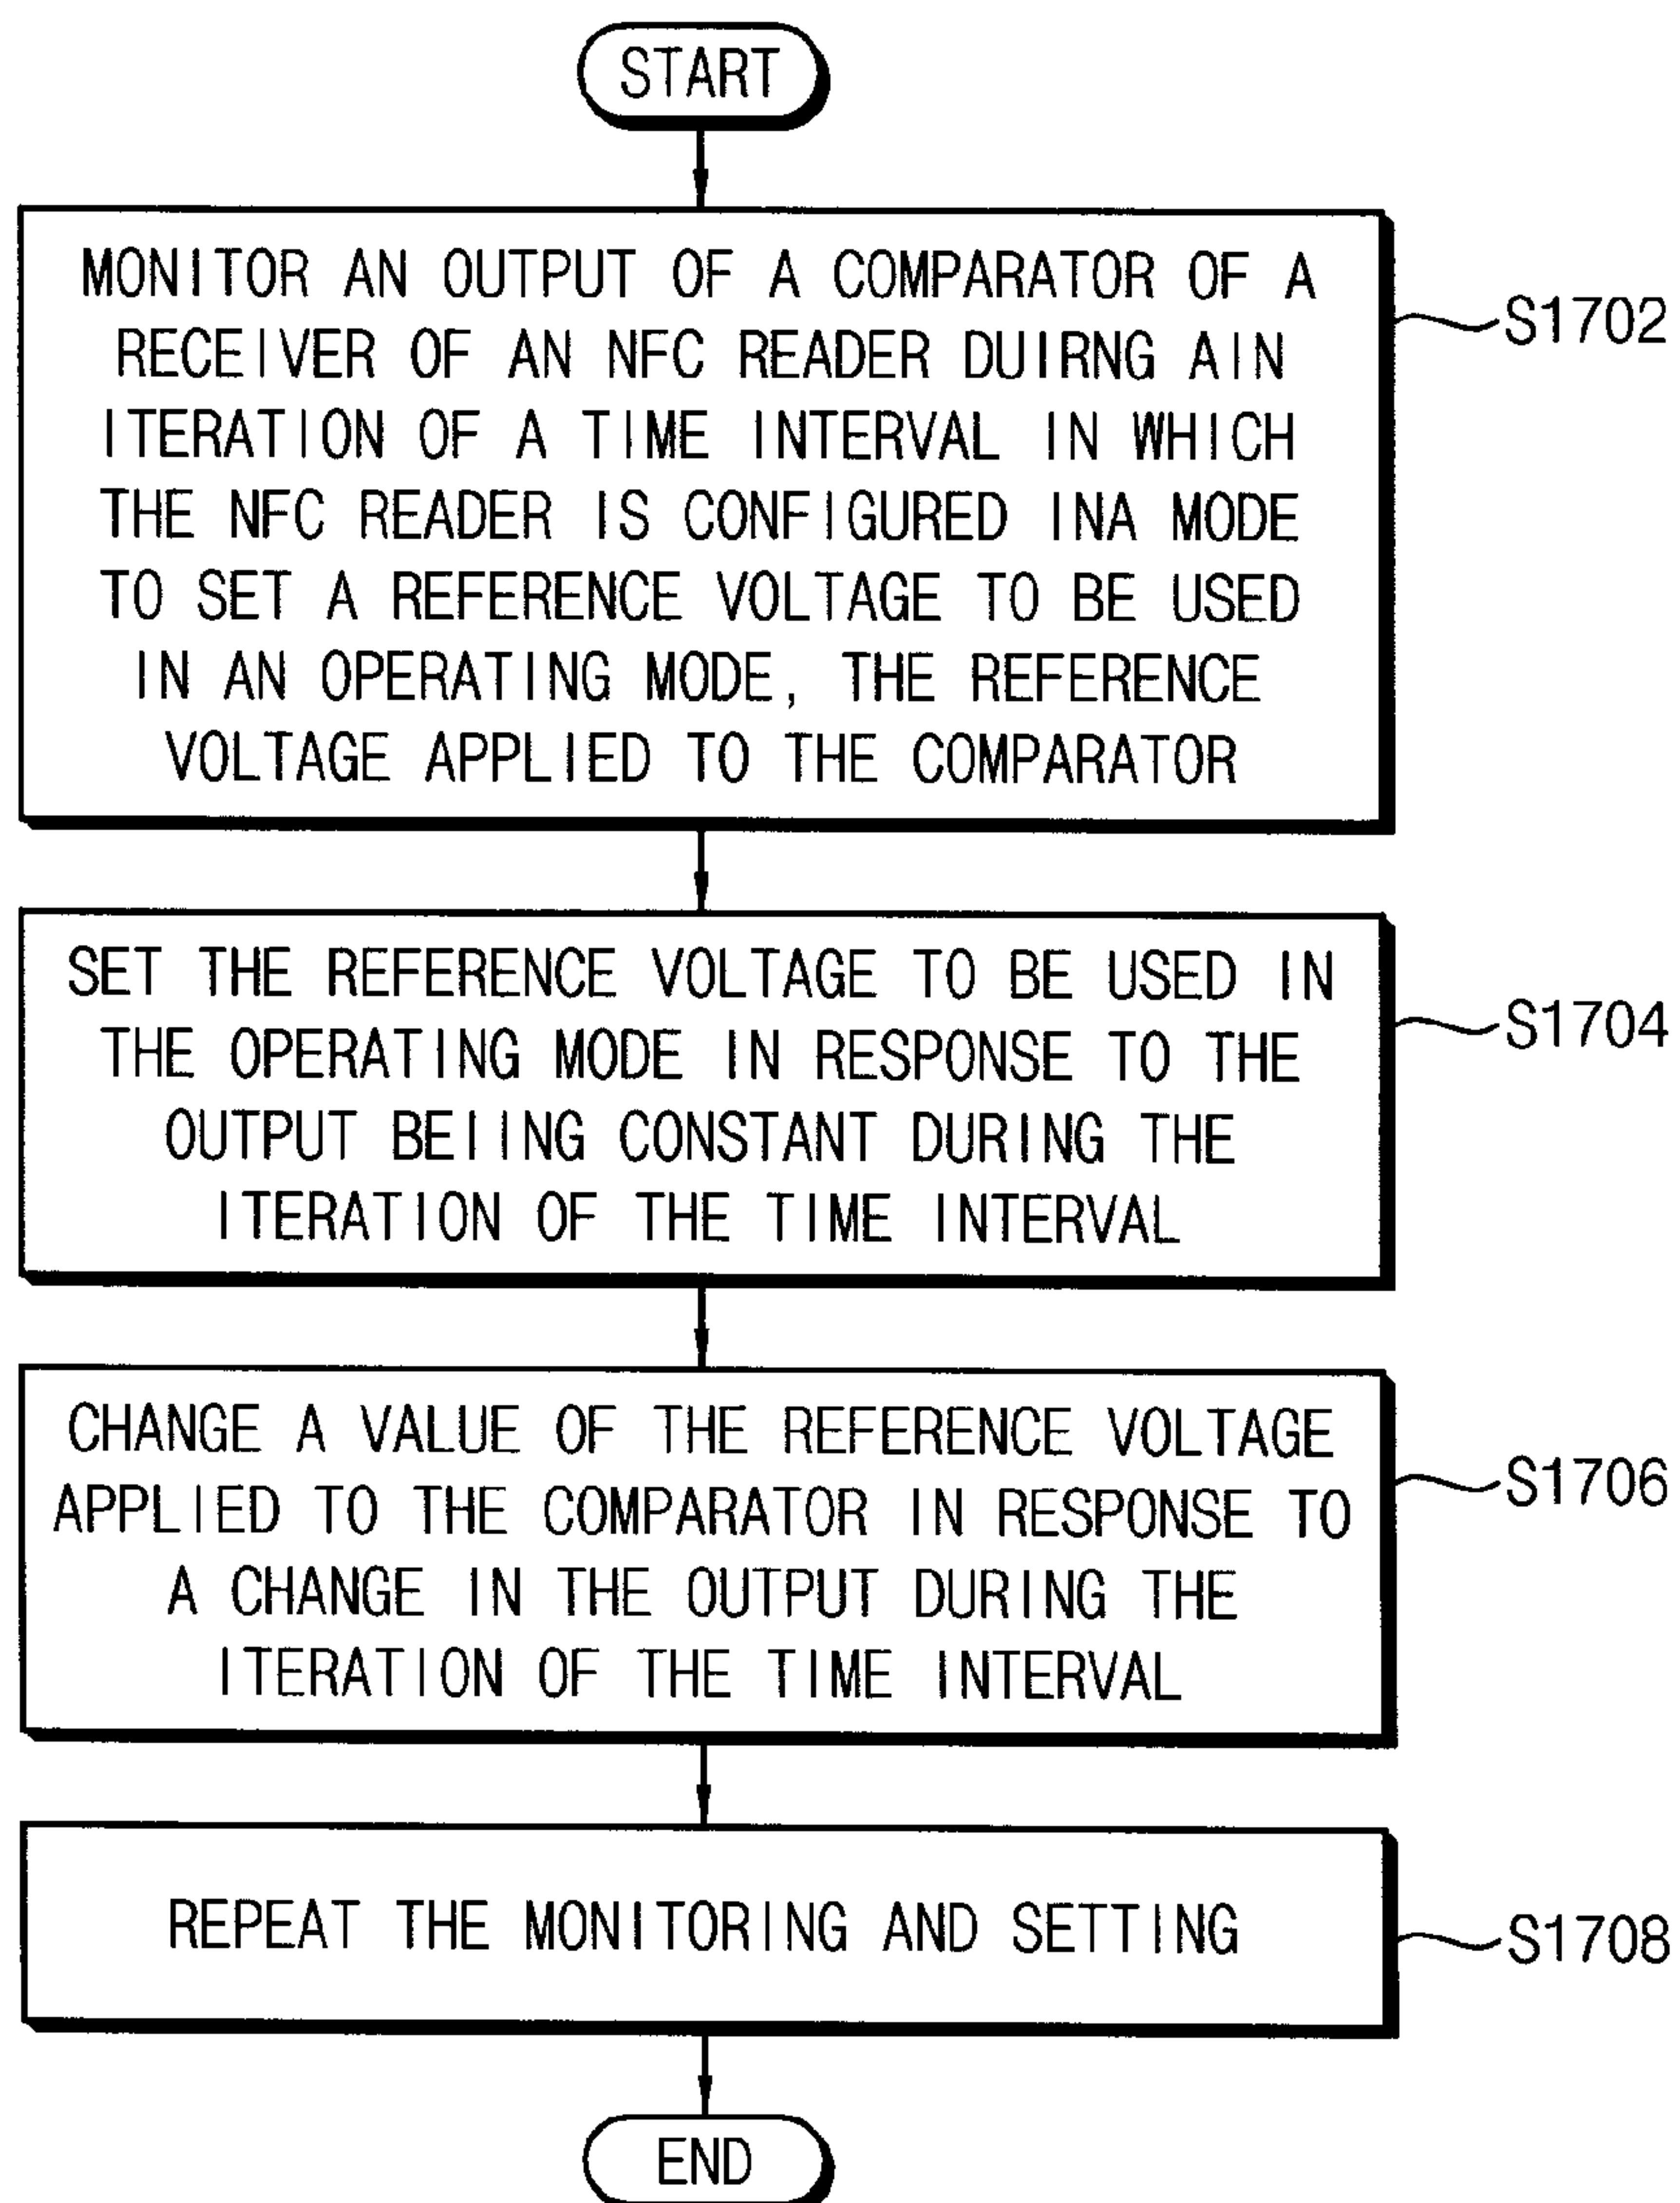 START
MONITOR AN OUTPUT OF A COMPARATOR OF A
RECEIVER OF AN NFC READER DUIRNG AIN
ITERATION OF A TIME INTERVAL IN WHICH
THE NFC READER IS CONFIGURED INA MODE
TO SET A REFERENCE VOLTAGE TO BE USED
IN AN OPERATING MODE, THE REFERENCE
VOLTAGE APPLIED TO THE COMPARATOR
S1702
SET THE REFERENCE VOLTAGE TO BE USED IN
THE OPERATING MODE IN RESPONSE TO THE
OUTPUT BEIING CONSTANT DURING THE
ITERATION OF THE TIME INTERVAL
S1704
CHANGE A VALUE OF THE REFERENCE VOLTAGE
APPLIED TO THE COMPARATOR IN RESPONSE TO
A CHANGE IN THE OUTPUT DURING THE
ITERATION OF THE TIME INTERVAL
S1706
REPEAT THE MONITORING AND SETTING
S1708
END